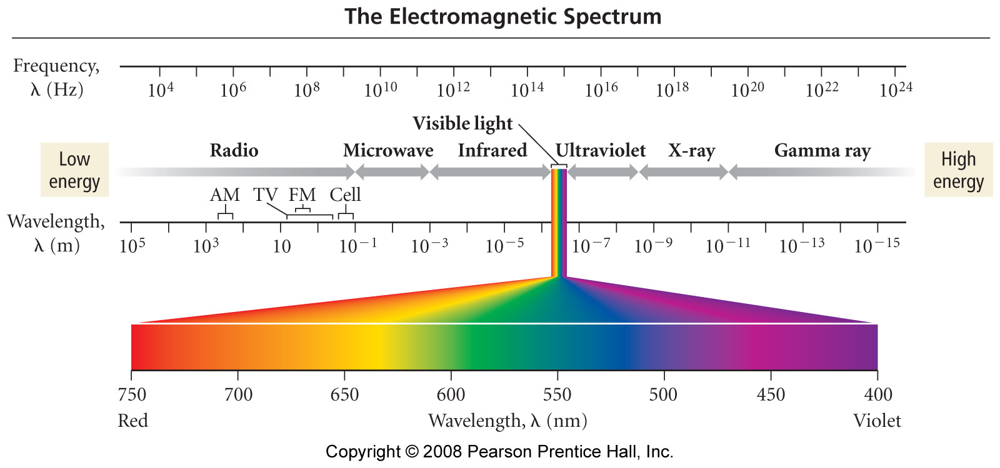 The Electromagnetic Spectrum
Frequency,
λ (Hz)
10⁴ 10⁶ 10⁸ 10¹⁰ 10¹² 10¹⁴ 10¹⁶ 10¹⁸ 10²⁰ 10²² 10²⁴
Visible light
Low
energy
Radio Microwave Infrared Ultraviolet X-ray Gamma ray
High
energy
AM TV FM Cell
Wavelength,
λ (m)
10⁵ 10³ 10 10⁻¹ 10⁻³ 10⁻⁵ 10⁻⁷ 10⁻⁹ 10⁻¹¹ 10⁻¹³ 10⁻¹⁵
750 700 650 600 550 500 450 400
Red Wavelength, λ (nm) Violet
Copyright © 2008 Pearson Prentice Hall, Inc.